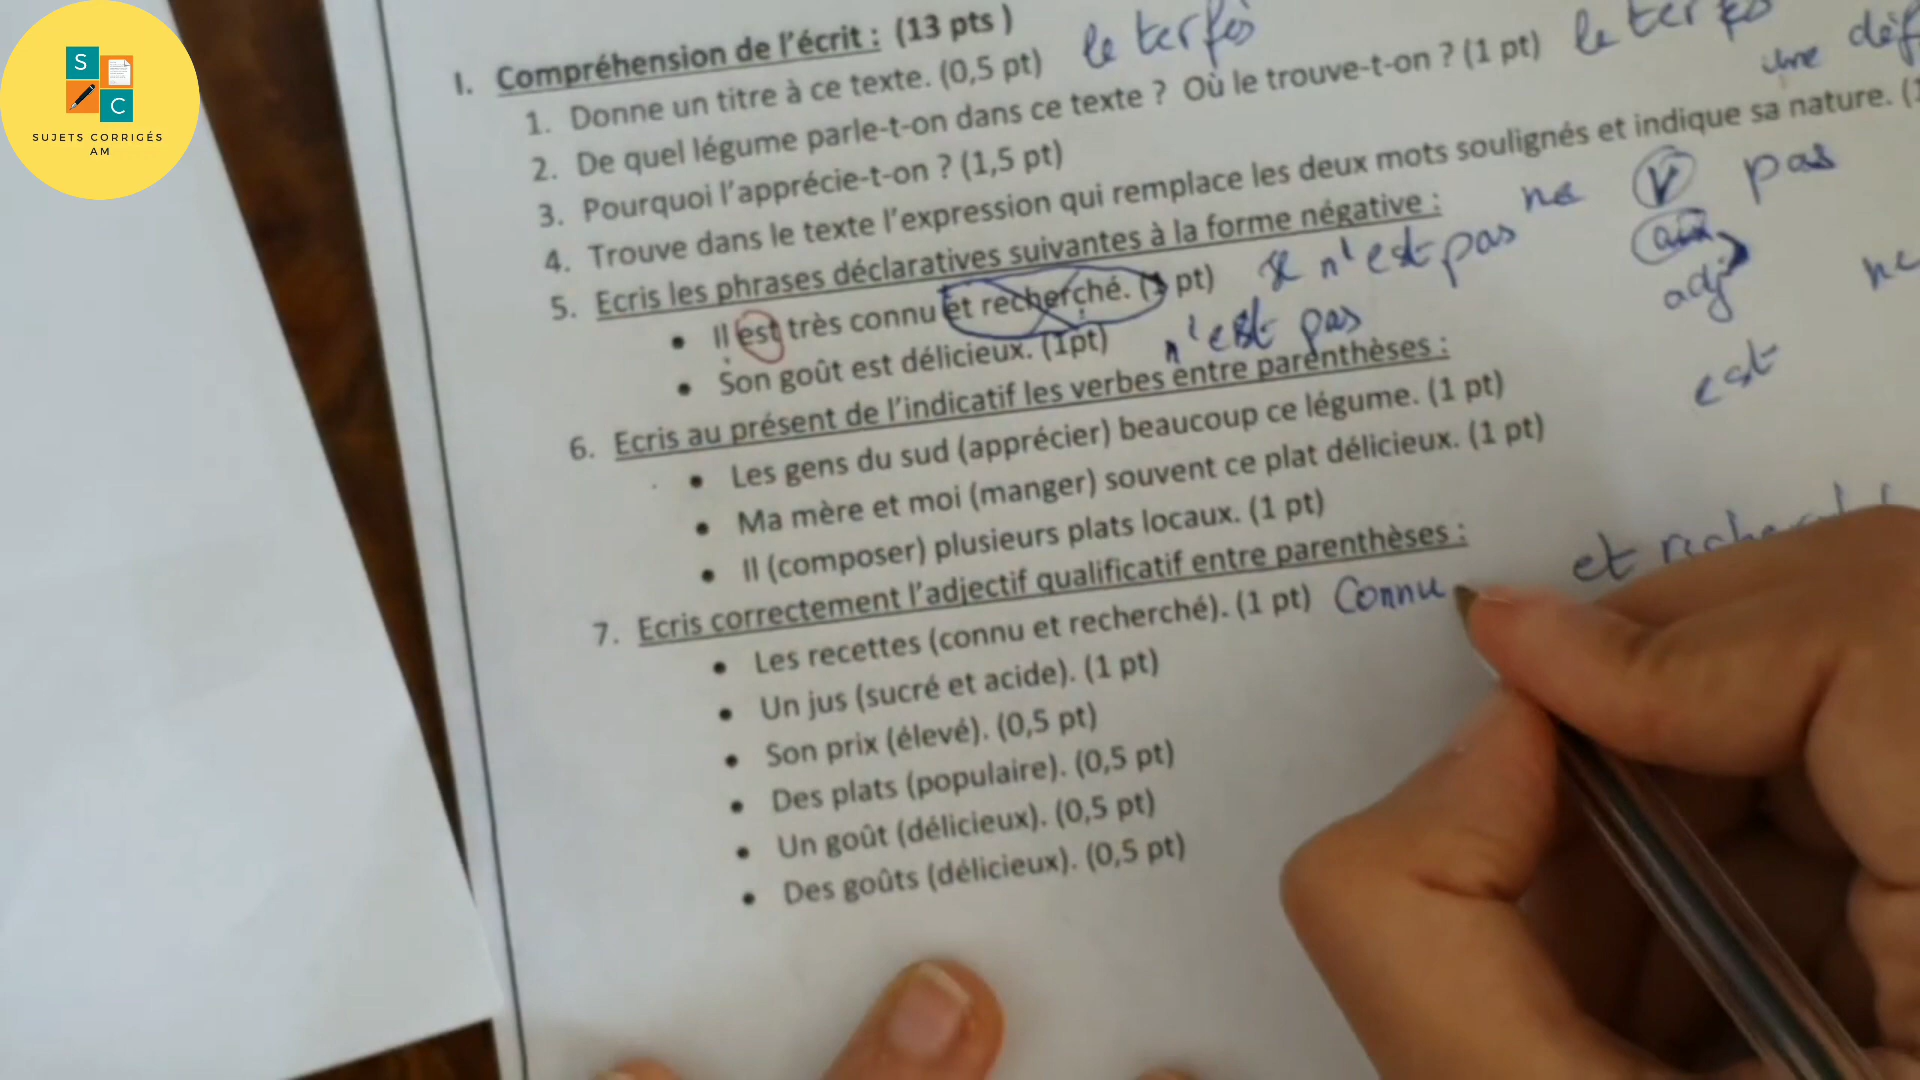 S
C
SUJETS CORRIGÉS
AM
I. Compréhension de l'écrit : (13 pts )
le terfès
1. Donne un titre à ce texte. (0,5 pt)
2. De quel légume parle-t-on dans ce texte ? Où le trouve-t-on ? (1 pt) le
3. Pourquoi l'apprécie-t-on ? (1,5 pt)
4. Trouve dans le texte l'expression qui remplace les deux mots soulignés et indique sa nature. (1
ne V pas
5. Ecris les phrases déclaratives suivantes à la forme négative :
• Il est très connu et recherché. (1 pt) n'est pas
adj
• Son goût est délicieux. (1pt) n'est pas
est
6. Ecris au présent de l'indicatif les verbes entre parenthèses :
• Les gens du sud (apprécier) beaucoup ce légume. (1 pt)
• Ma mère et moi (manger) souvent ce plat délicieux. (1 pt)
• Il (composer) plusieurs plats locaux. (1 pt)
et
7. Ecris correctement l'adjectif qualificatif entre parenthèses :
• Les recettes (connu et recherché). (1 pt) Connu
• Un jus (sucré et acide). (1 pt)
• Son prix (élevé). (0,5 pt)
• Des plats (populaire). (0,5 pt)
• Un goût (délicieux). (0,5 pt)
• Des goûts (délicieux). (0,5 pt)